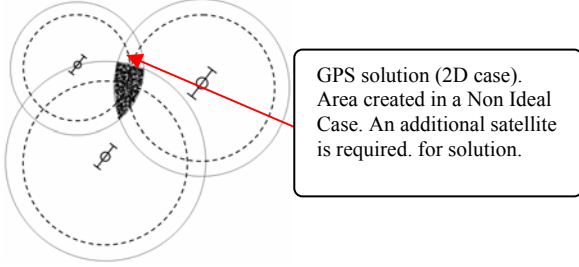 GPS solution (2D case).
Area created in a Non Ideal
Case. An additional satellite
is required. for solution.